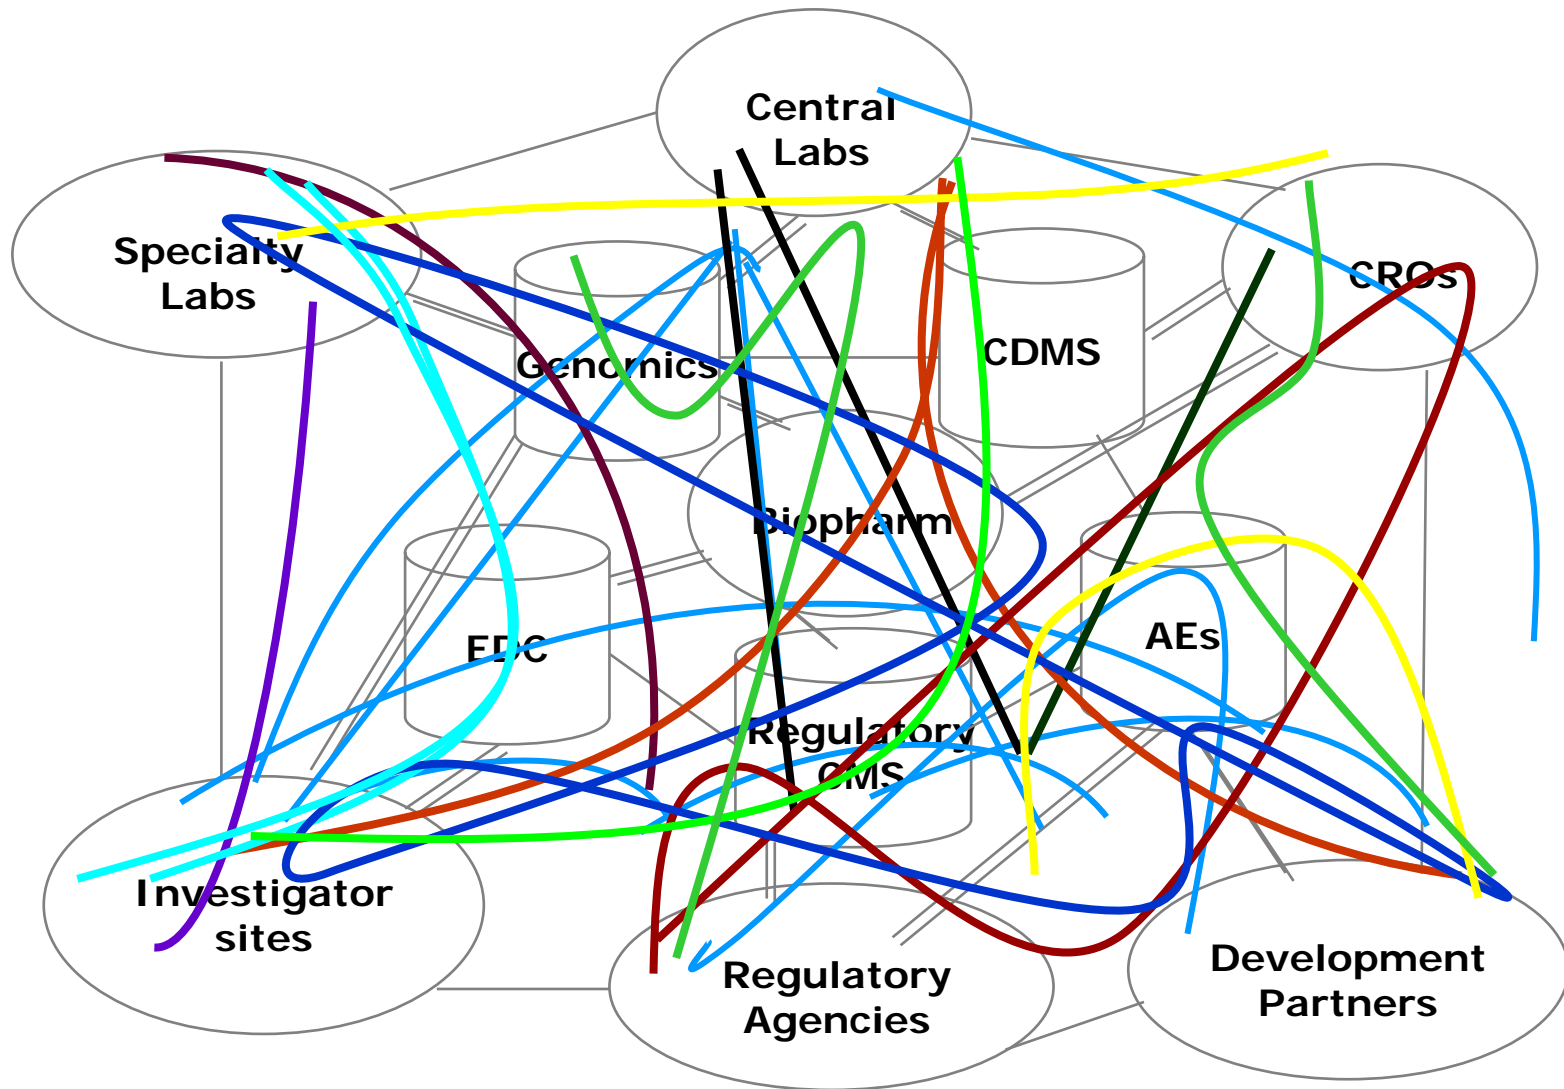 Central
Labs
Specialty
Labs
CROs
Genomics
CDMS
Biopharm
EDC
AEs
Regulatory
CMS
Investigator
sites
Regulatory
Agencies
Development
Partners